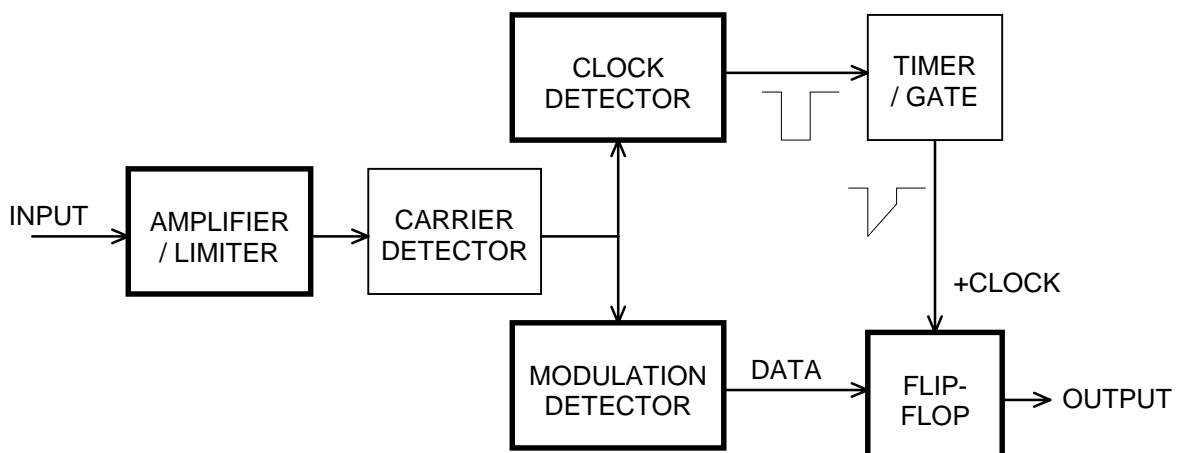 CLOCK
DETECTOR
TIMER
/ GATE
INPUT
AMPLIFIER
/ LIMITER
CARRIER
DETECTOR
+CLOCK
MODULATION
DETECTOR
DATA
FLIP-
FLOP
OUTPUT